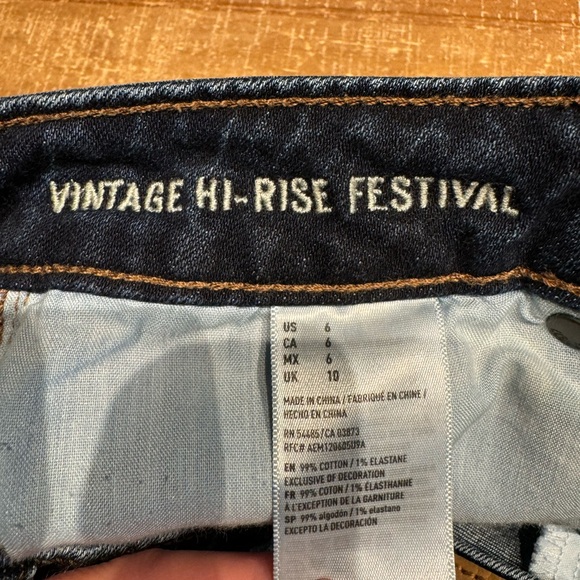 VINTAGE HI-RISE FESTIVAL
US 6
CA 6
MX 6
UK 10
MADE IN CHINA / FABRIQUÉ EN CHINE /
HECHO EN CHINA
RN 54485/CA 03873
RFC# AEM120605U9A
EN 99% COTTON / 1% ELASTANE
EXCLUSIVE OF DECORATION
FR 99% COTON / 1% ÉLASTHANNE
À L'EXCEPTION DE LA GARNITURE
SP 99% algodón / 1% elastano
EXCEPTO LA DECORACIÓN